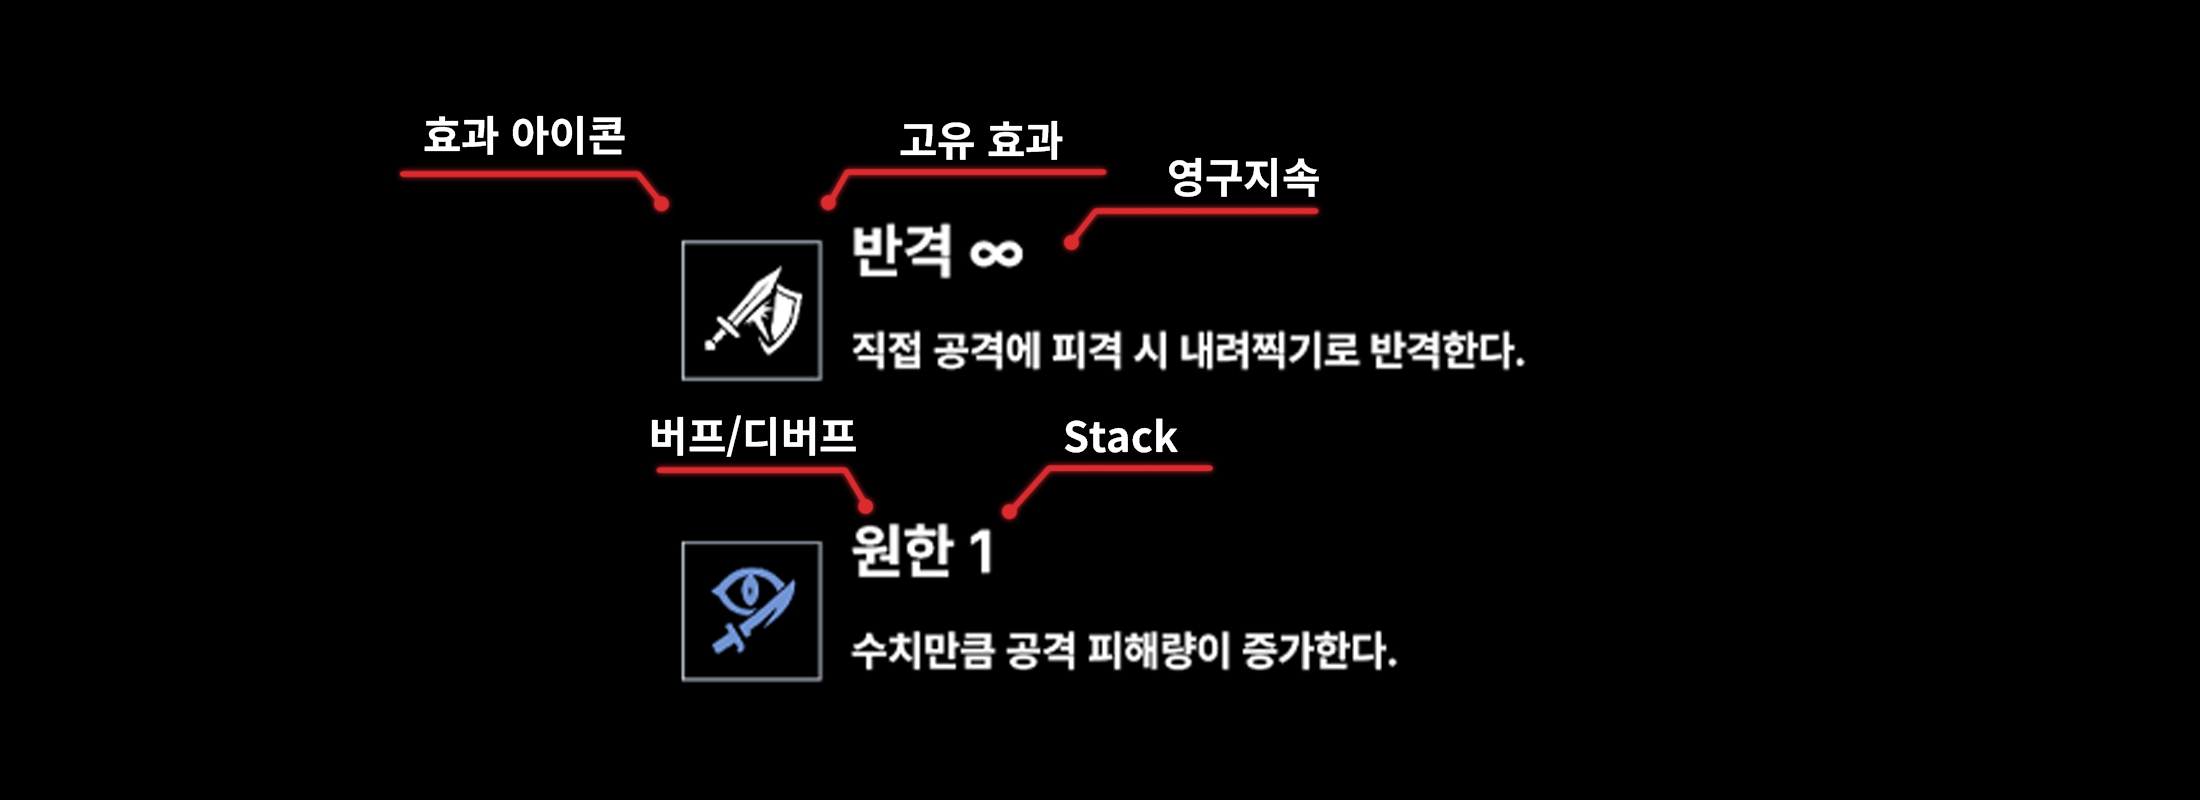 효과 아이콘
고유 효과
영구지속
반격 ∞
직접 공격에 피격 시 내려찍기로 반격한다.
버프/디버프
Stack
원한 1
수치만큼 공격 피해량이 증가한다.